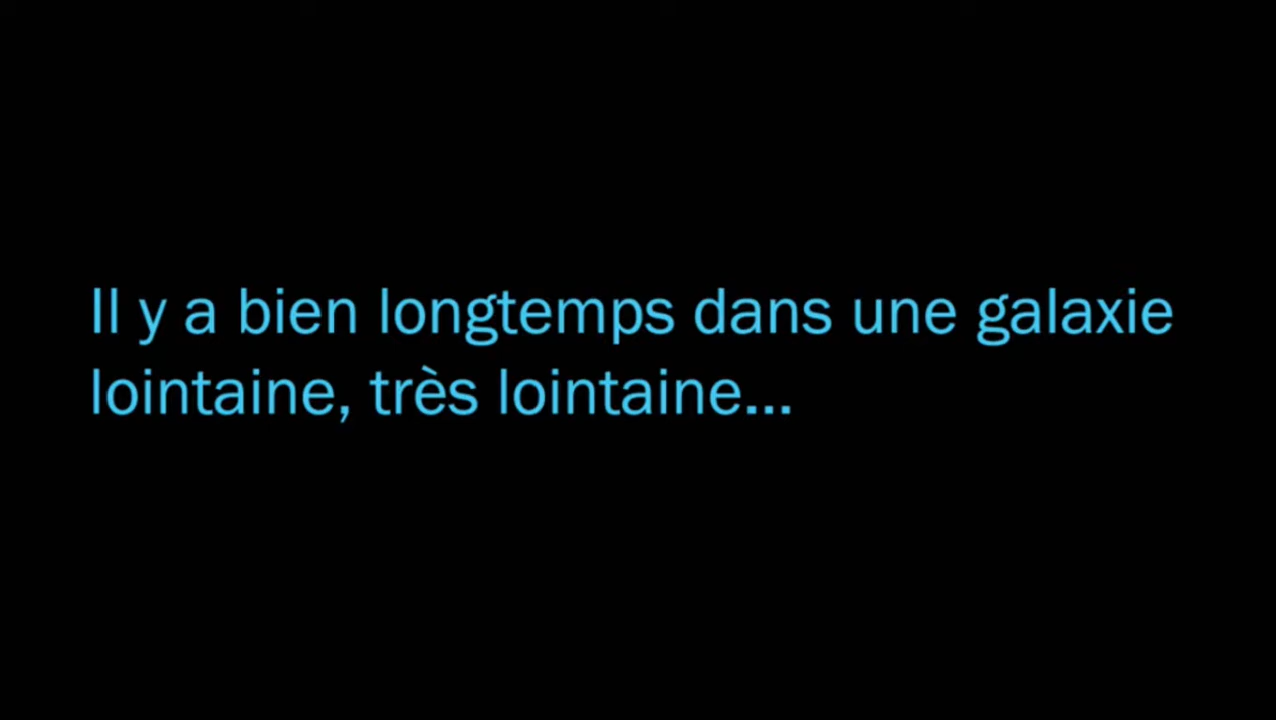 Il y a bien longtemps dans une galaxie
lointaine, très lointaine...